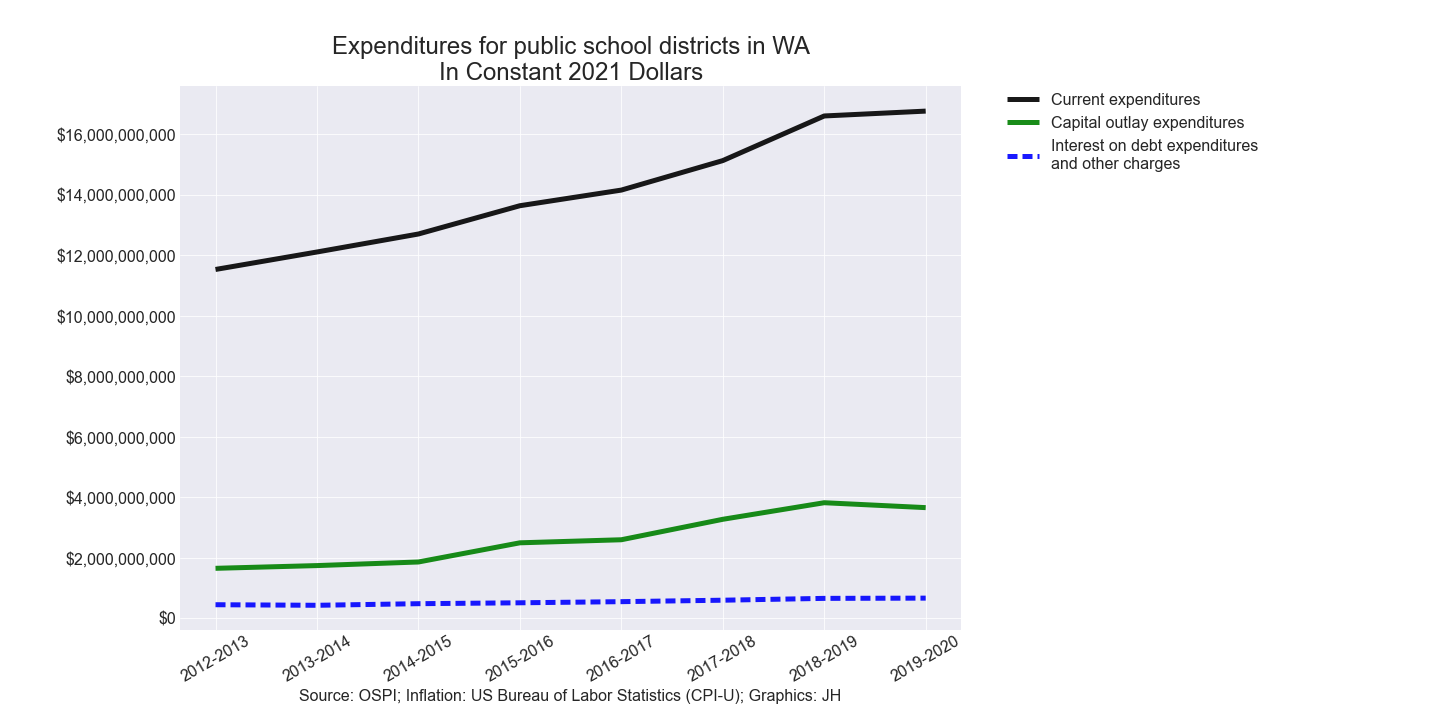 Expenditures for public school districts in WA
In Constant 2021 Dollars
Current expenditures
Capital outlay expenditures
Interest on debt expenditures
and other charges
$16,000,000,000
$14,000,000,000
$12,000,000,000
$10,000,000,000
$8,000,000,000
$6,000,000,000
$4,000,000,000
$2,000,000,000
$0
2012-2013
2013-2014
2014-2015
2015-2016
2016-2017
2017-2018
2018-2019
2019-2020
Source: OSPI; Inflation: US Bureau of Labor Statistics (CPI-U); Graphics: JH